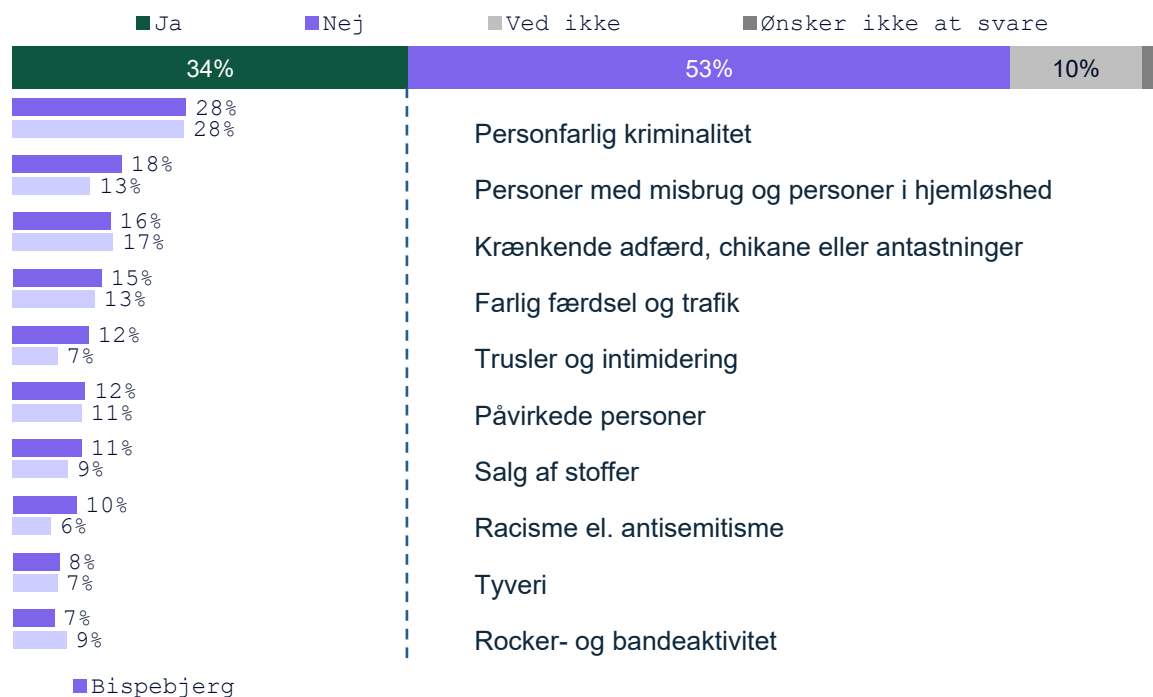 Ja Nej Ved ikke Ønsker ikke at svare
34% 53% 10%
28%
28%
Personfarlig kriminalitet
18%
13%
Personer med misbrug og personer i hjemløshed
16%
17%
Krænkende adfærd, chikane eller antastninger
15%
13%
Farlig færdsel og trafik
12%
7%
Trusler og intimidering
12%
11%
Påvirkede personer
11%
9%
Salg af stoffer
10%
6%
Racisme el. antisemitisme
8%
7%
Tyveri
7%
9%
Rocker- og bandeaktivitet
Bispebjerg